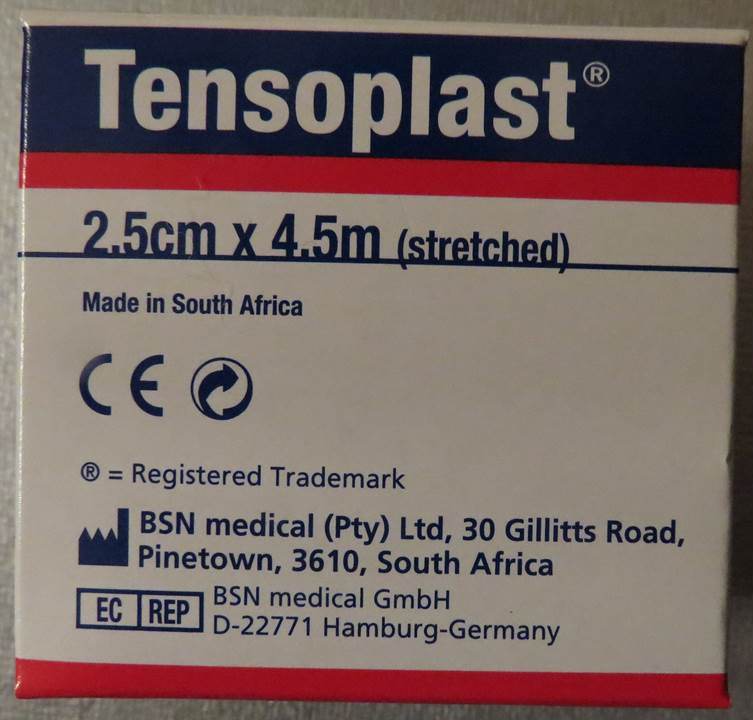 Tensoplast®
2.5cm x 4.5m (stretched)
Made in South Africa
CE
® = Registered Trademark
BSN medical (Pty) Ltd, 30 Gillitts Road,
Pinetown, 3610, South Africa
EC REP BSN medical GmbH
D-22771 Hamburg-Germany